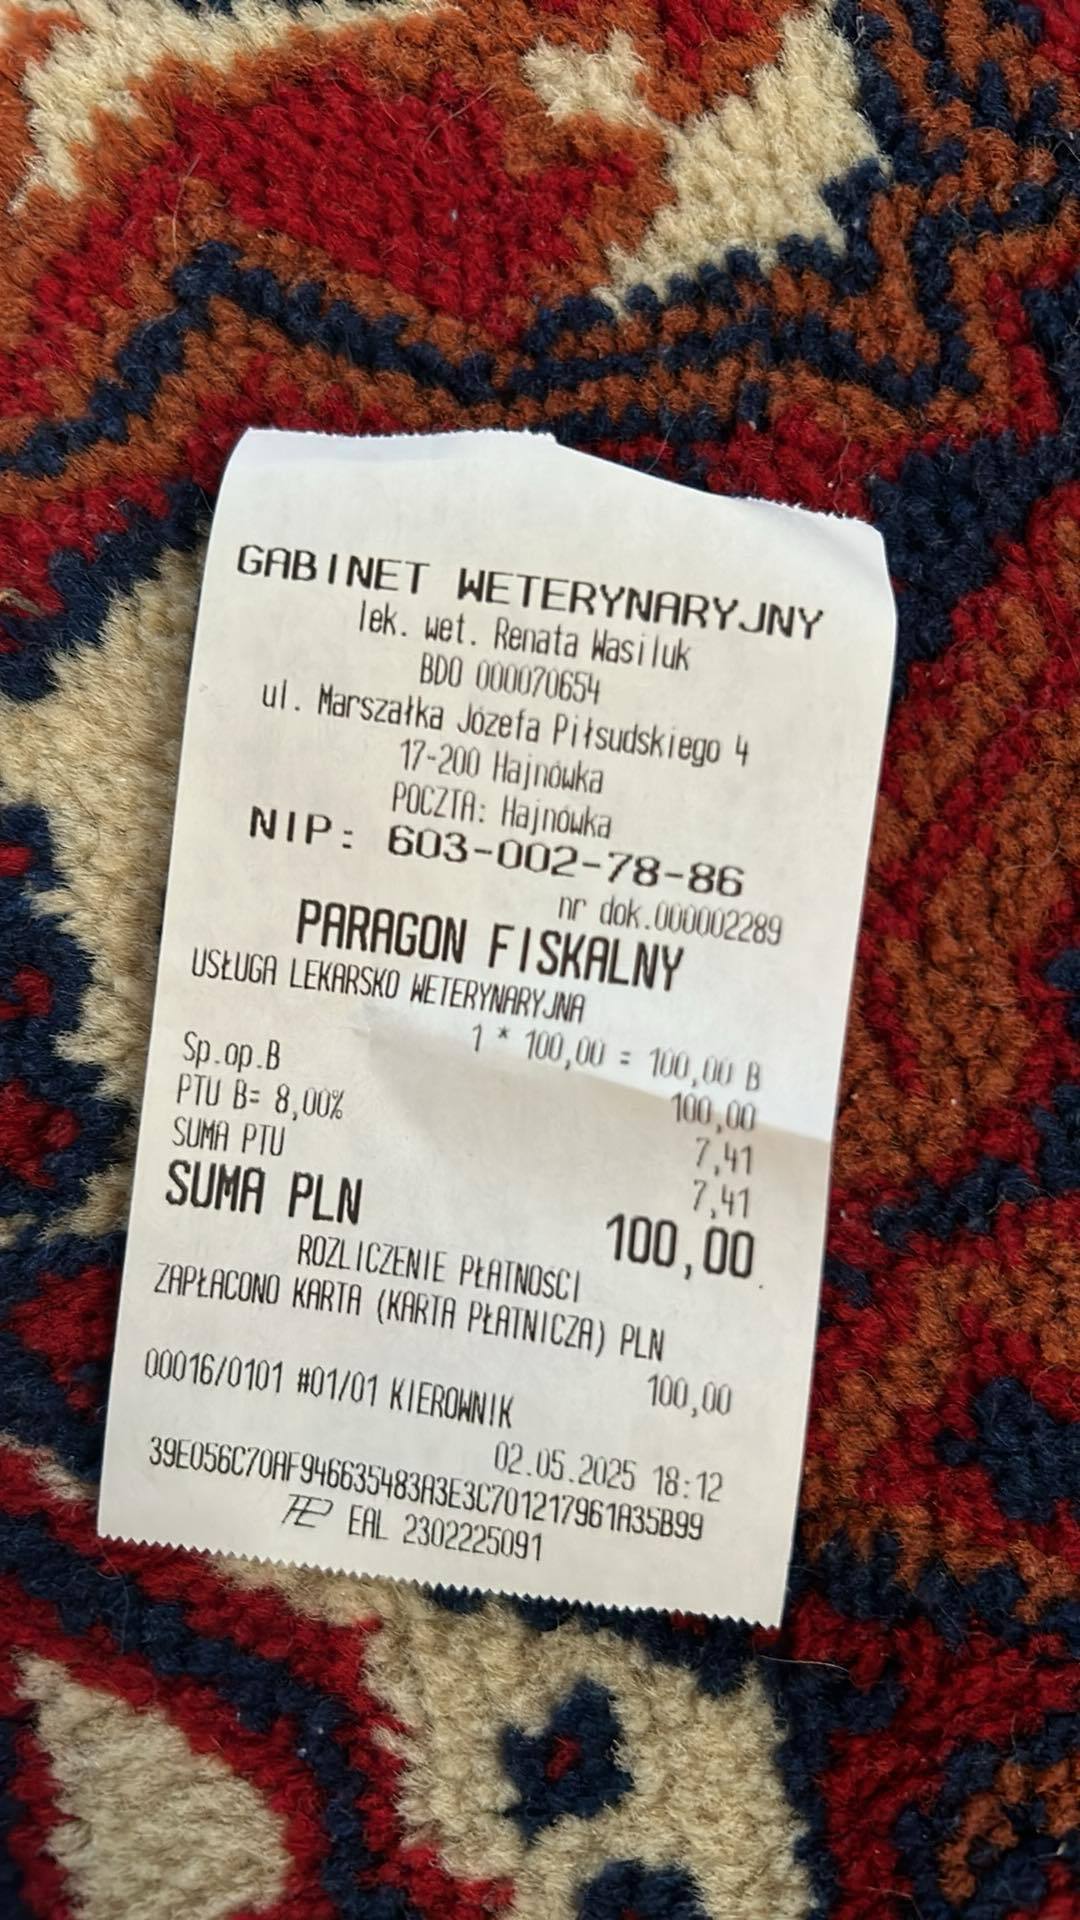 GABINET WETERYNARYJNY
lek. wet. Renata Wasiluk
BDO 000070654
ul. Marszałka Józefa Piłsudskiego 4
17-200 Hajnówka
POCZTA: Hajnówka
NIP: 603-002-78-86
nr dok.000002289
PARAGON FISKALNY
USŁUGA LEKARSKO WETERYNARYJNA
1 * 100,00 = 100,00 B
Sp.op.B 100,00
PTU B= 8,00% 7,41
SUMA PTU 7,41
SUMA PLN 100,00
ROZLICZENIE PŁATNOŚCI
ZAPŁACONO KARTA (KARTA PŁATNICZA) PLN
100,00
00016/0101 #01/01 KIEROWNIK
02.05.2025 18:12
39E056C70AF946635483A3E3C701217961A35B99
EAL 2302225091